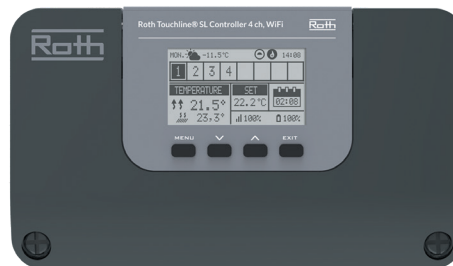 Roth Touchline® SL Controller 4 ch, WiFi
Roth
Roth
MON. -11.5°C 14:08
1 2 3 4
TEMPERATURE SET
21.5° 22.2°C 02:08
23,3° 100% 100%
MENU EXIT